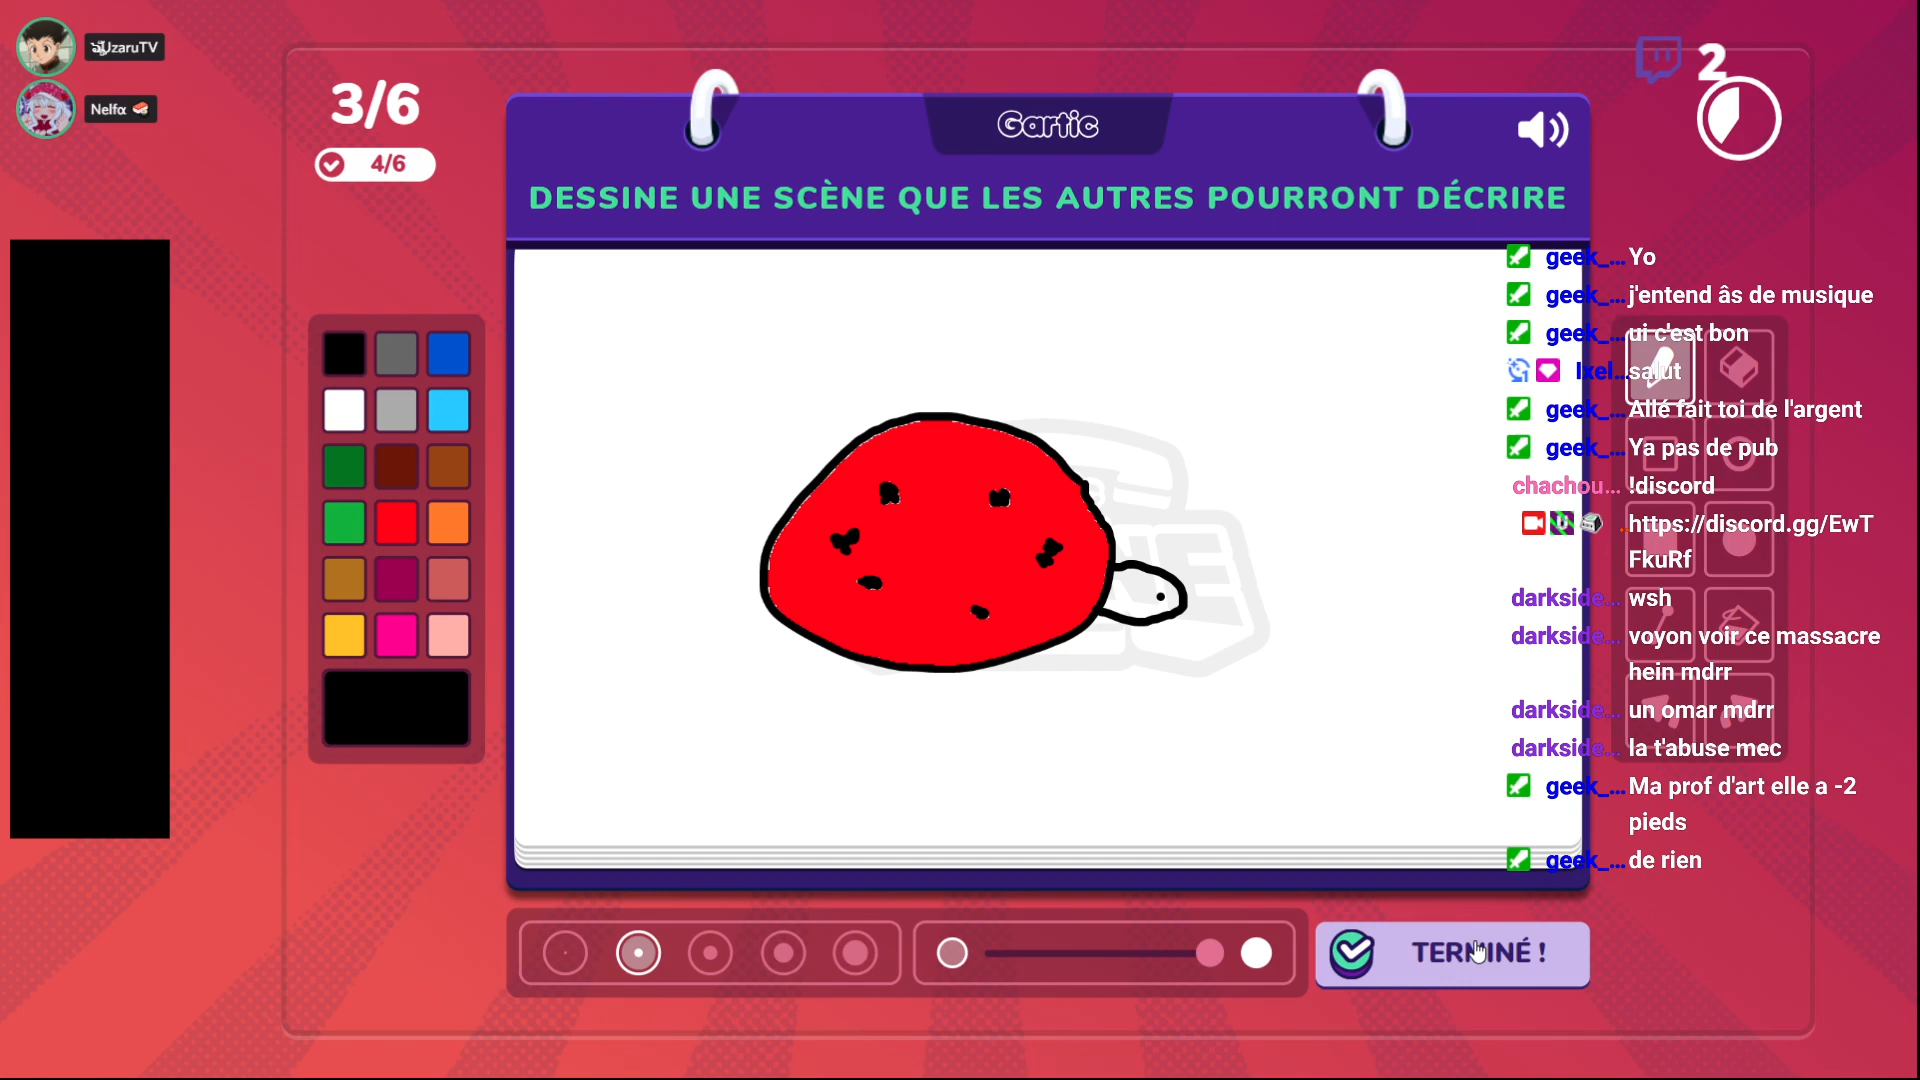 UzaruTV
Nelfα
3/6
4/6
Gartic
2
DESSINE UNE SCÈNE QUE LES AUTRES POURRONT DÉCRIRE
geek_... Yo
geek_... j'entend âs de musique
geek_... ui c'est bon
Ixel... salut
geek_... Allé fait toi de l'argent
geek_... Ya pas de pub
chachou... !discord
https://discord.gg/EwT
FkuRf
darkside... wsh
darkside... voyon voir ce massacre
hein mdrr
darkside... un omar mdrr
darkside... la t'abuse mec
geek_... Ma prof d'art elle a -2
pieds
geek_... de rien
TERMINÉ !